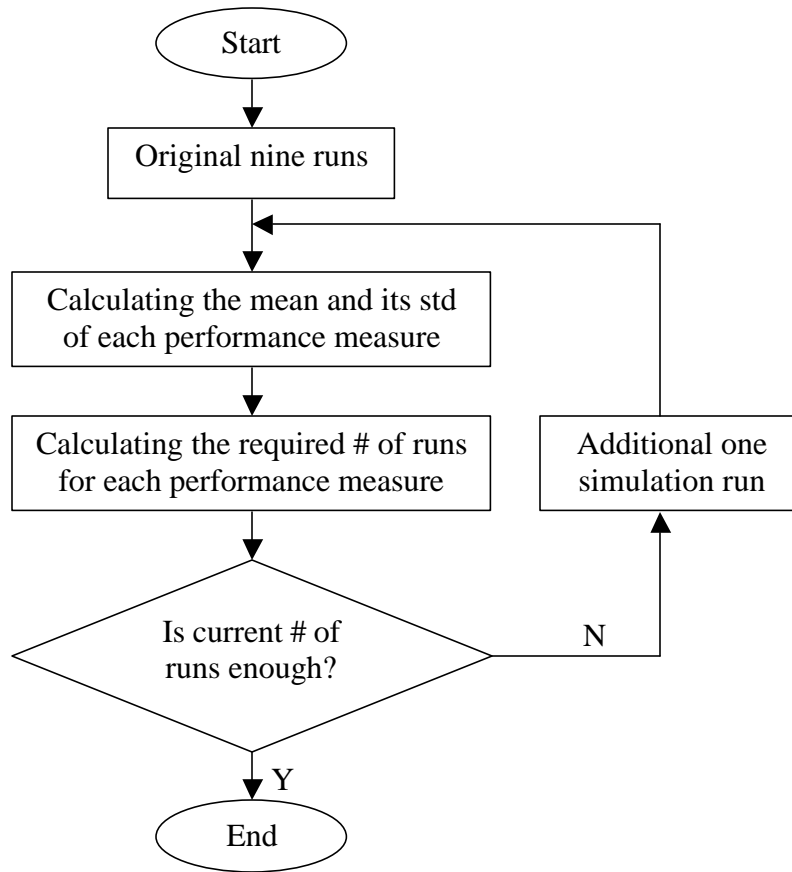 Start
Original nine runs
Calculating the mean and its std
of each performance measure
Calculating the required # of runs
for each performance measure
Additional one
simulation run
Is current # of
runs enough?
N
Y
End